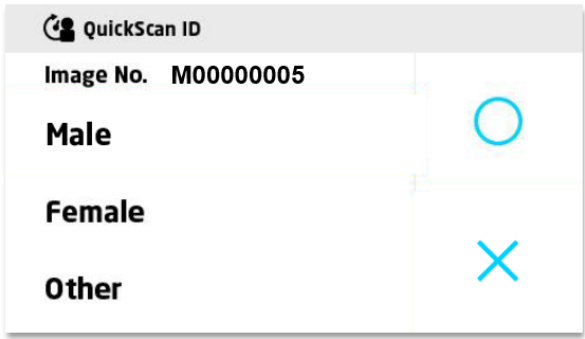 QuickScan ID
Image No. M00000005
Male
Female
Other